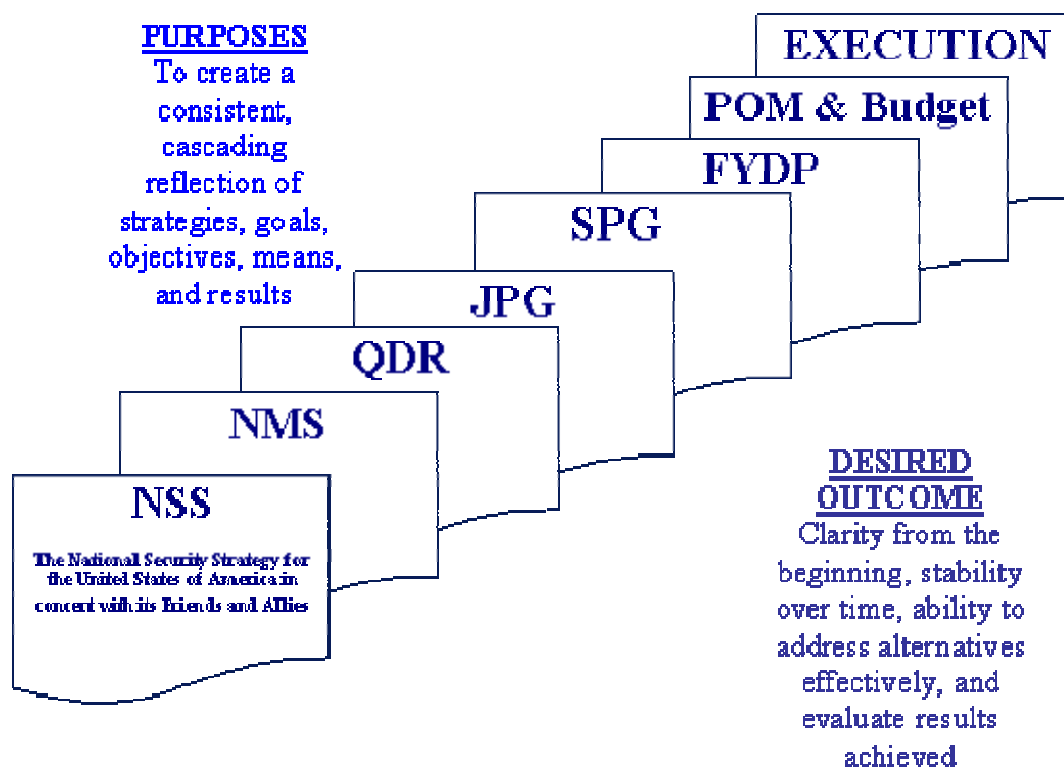 PURPOSES
To create a
consistent,
cascading
reflection of
strategies, goals,
objectives, means,
and results
EXECUTION
POM & Budget
FYDP
SPG
JPG
QDR
NMS
NSS
The National Security Strategy for
the United States of America in
concert with its Friends and Allies
DESIRED
OUTCOME
Clarity from the
beginning, stability
over time, ability to
address alternatives
effectively, and
evaluate results
achieved